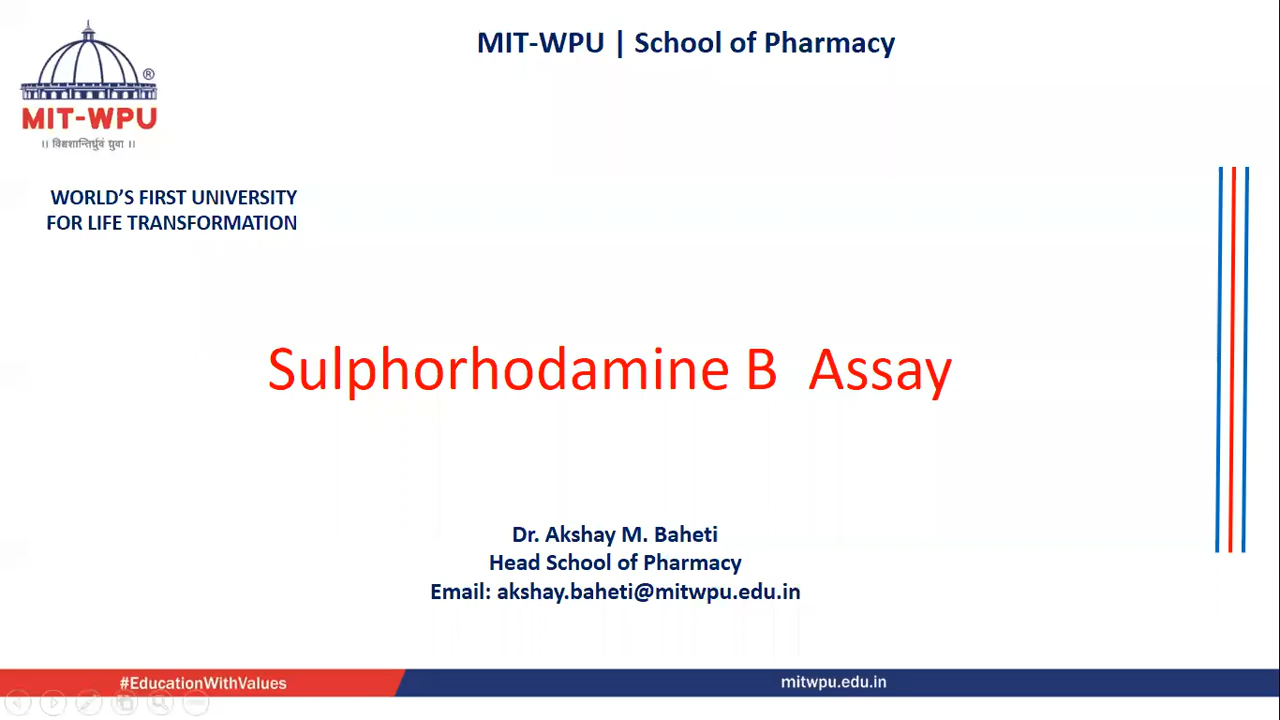 MIT-WPU | School of Pharmacy
®
MIT-WPU
।। विश्वशान्तिर्ध्रुवं ध्रुवा ।।
WORLD'S FIRST UNIVERSITY
FOR LIFE TRANSFORMATION
Sulphorhodamine B Assay
Dr. Akshay M. Baheti
Head School of Pharmacy
Email: akshay.baheti@mitwpu.edu.in
#EducationWithValues
mitwpu.edu.in